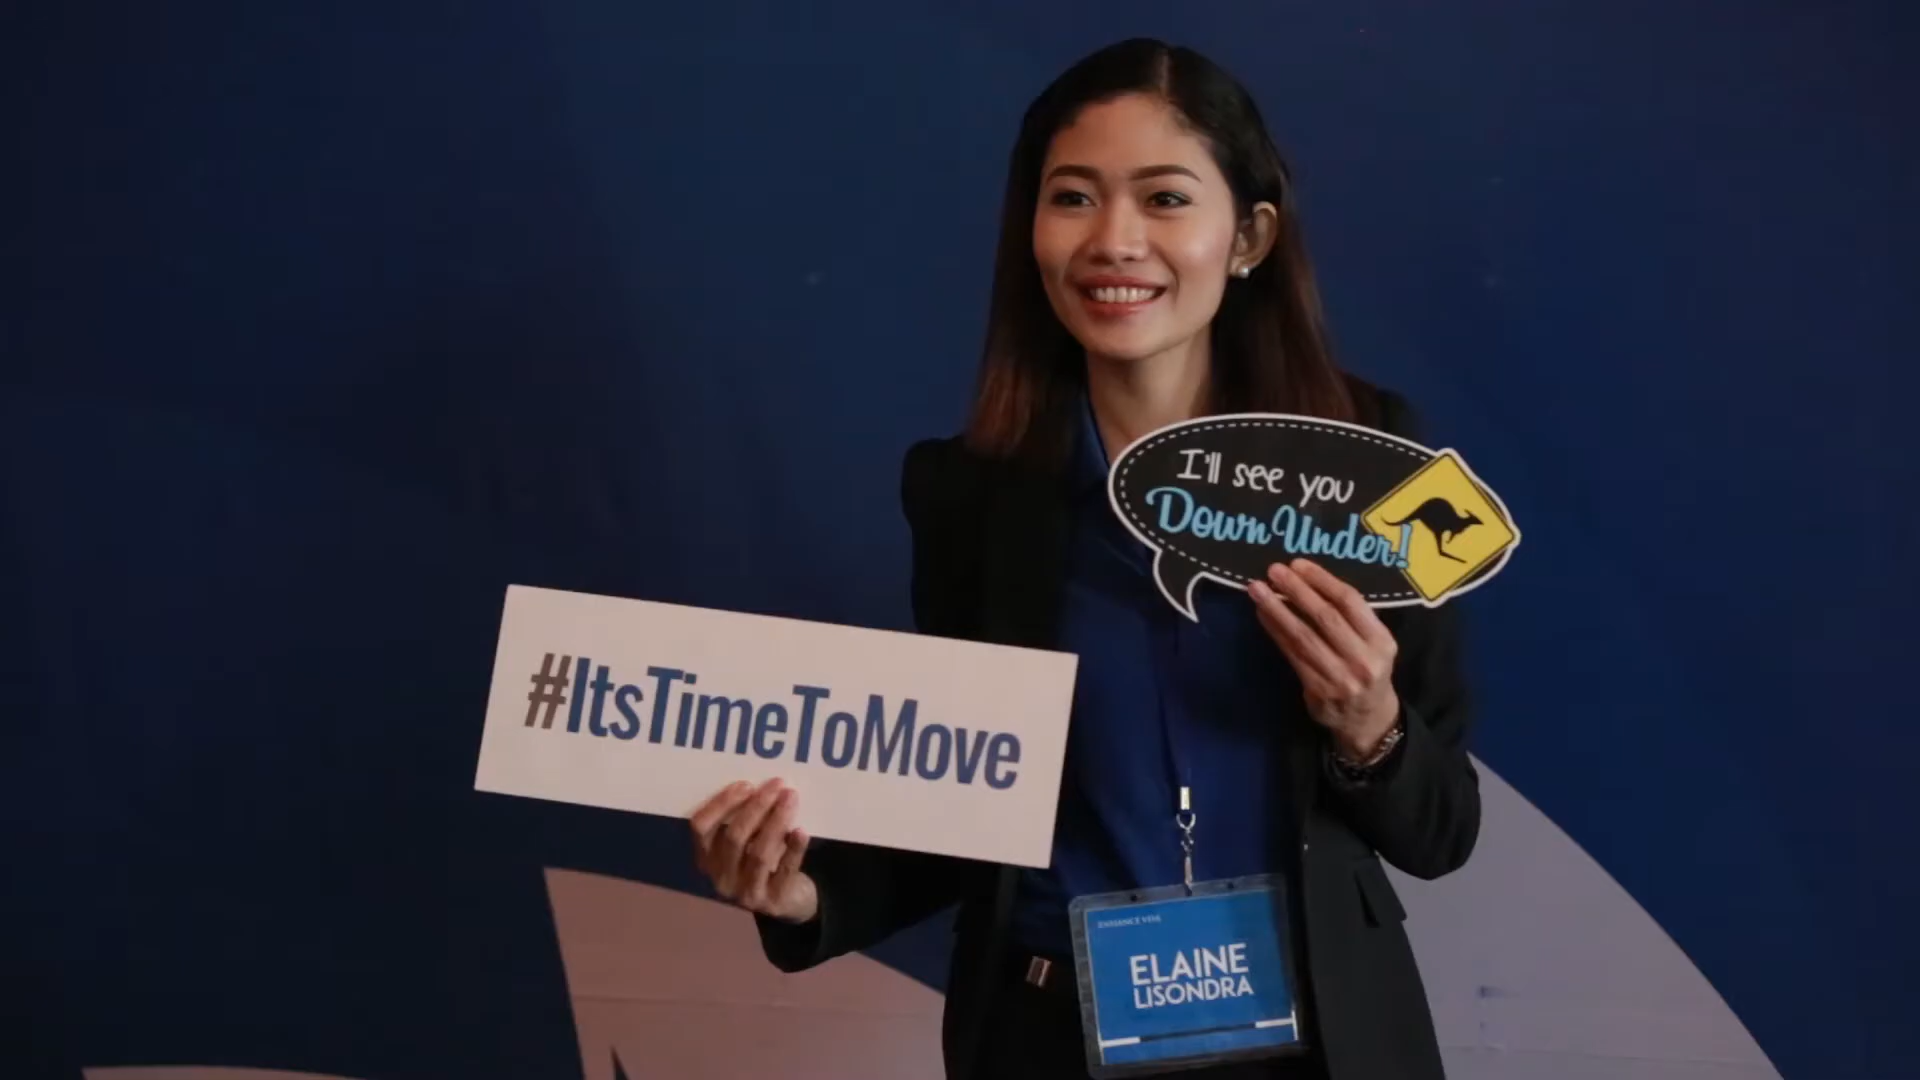 I'll see you
Down Under!
#ItsTimeToMove
ELAINE
LISONDRA